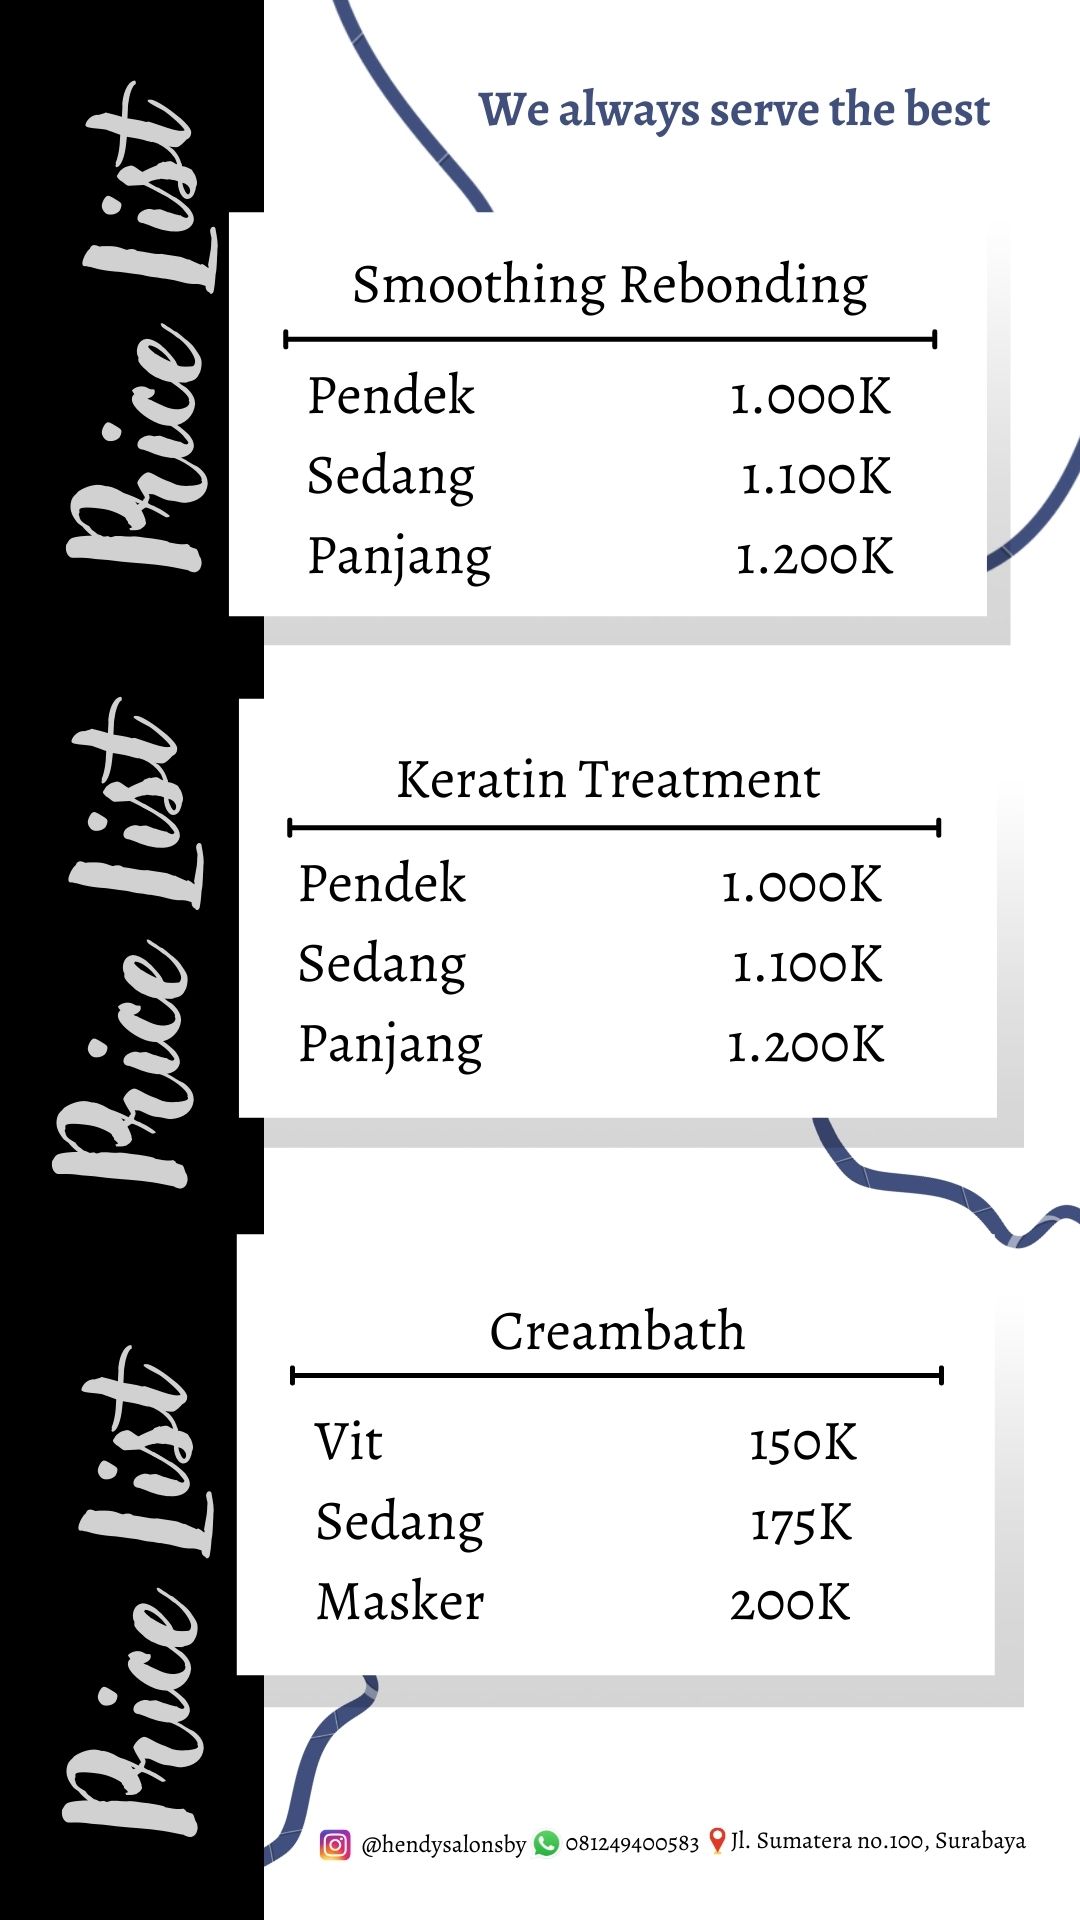 We always serve the best
Price List
Smoothing Rebonding
Pendek 1.000K
Sedang 1.100K
Panjang 1.200K
Price List
Keratin Treatment
Pendek 1.000K
Sedang 1.100K
Panjang 1.200K
Price List
Creambath
Vit 150K
Sedang 175K
Masker 200K
@hendysalonsby 081249400583 Jl. Sumatera no.100, Surabaya